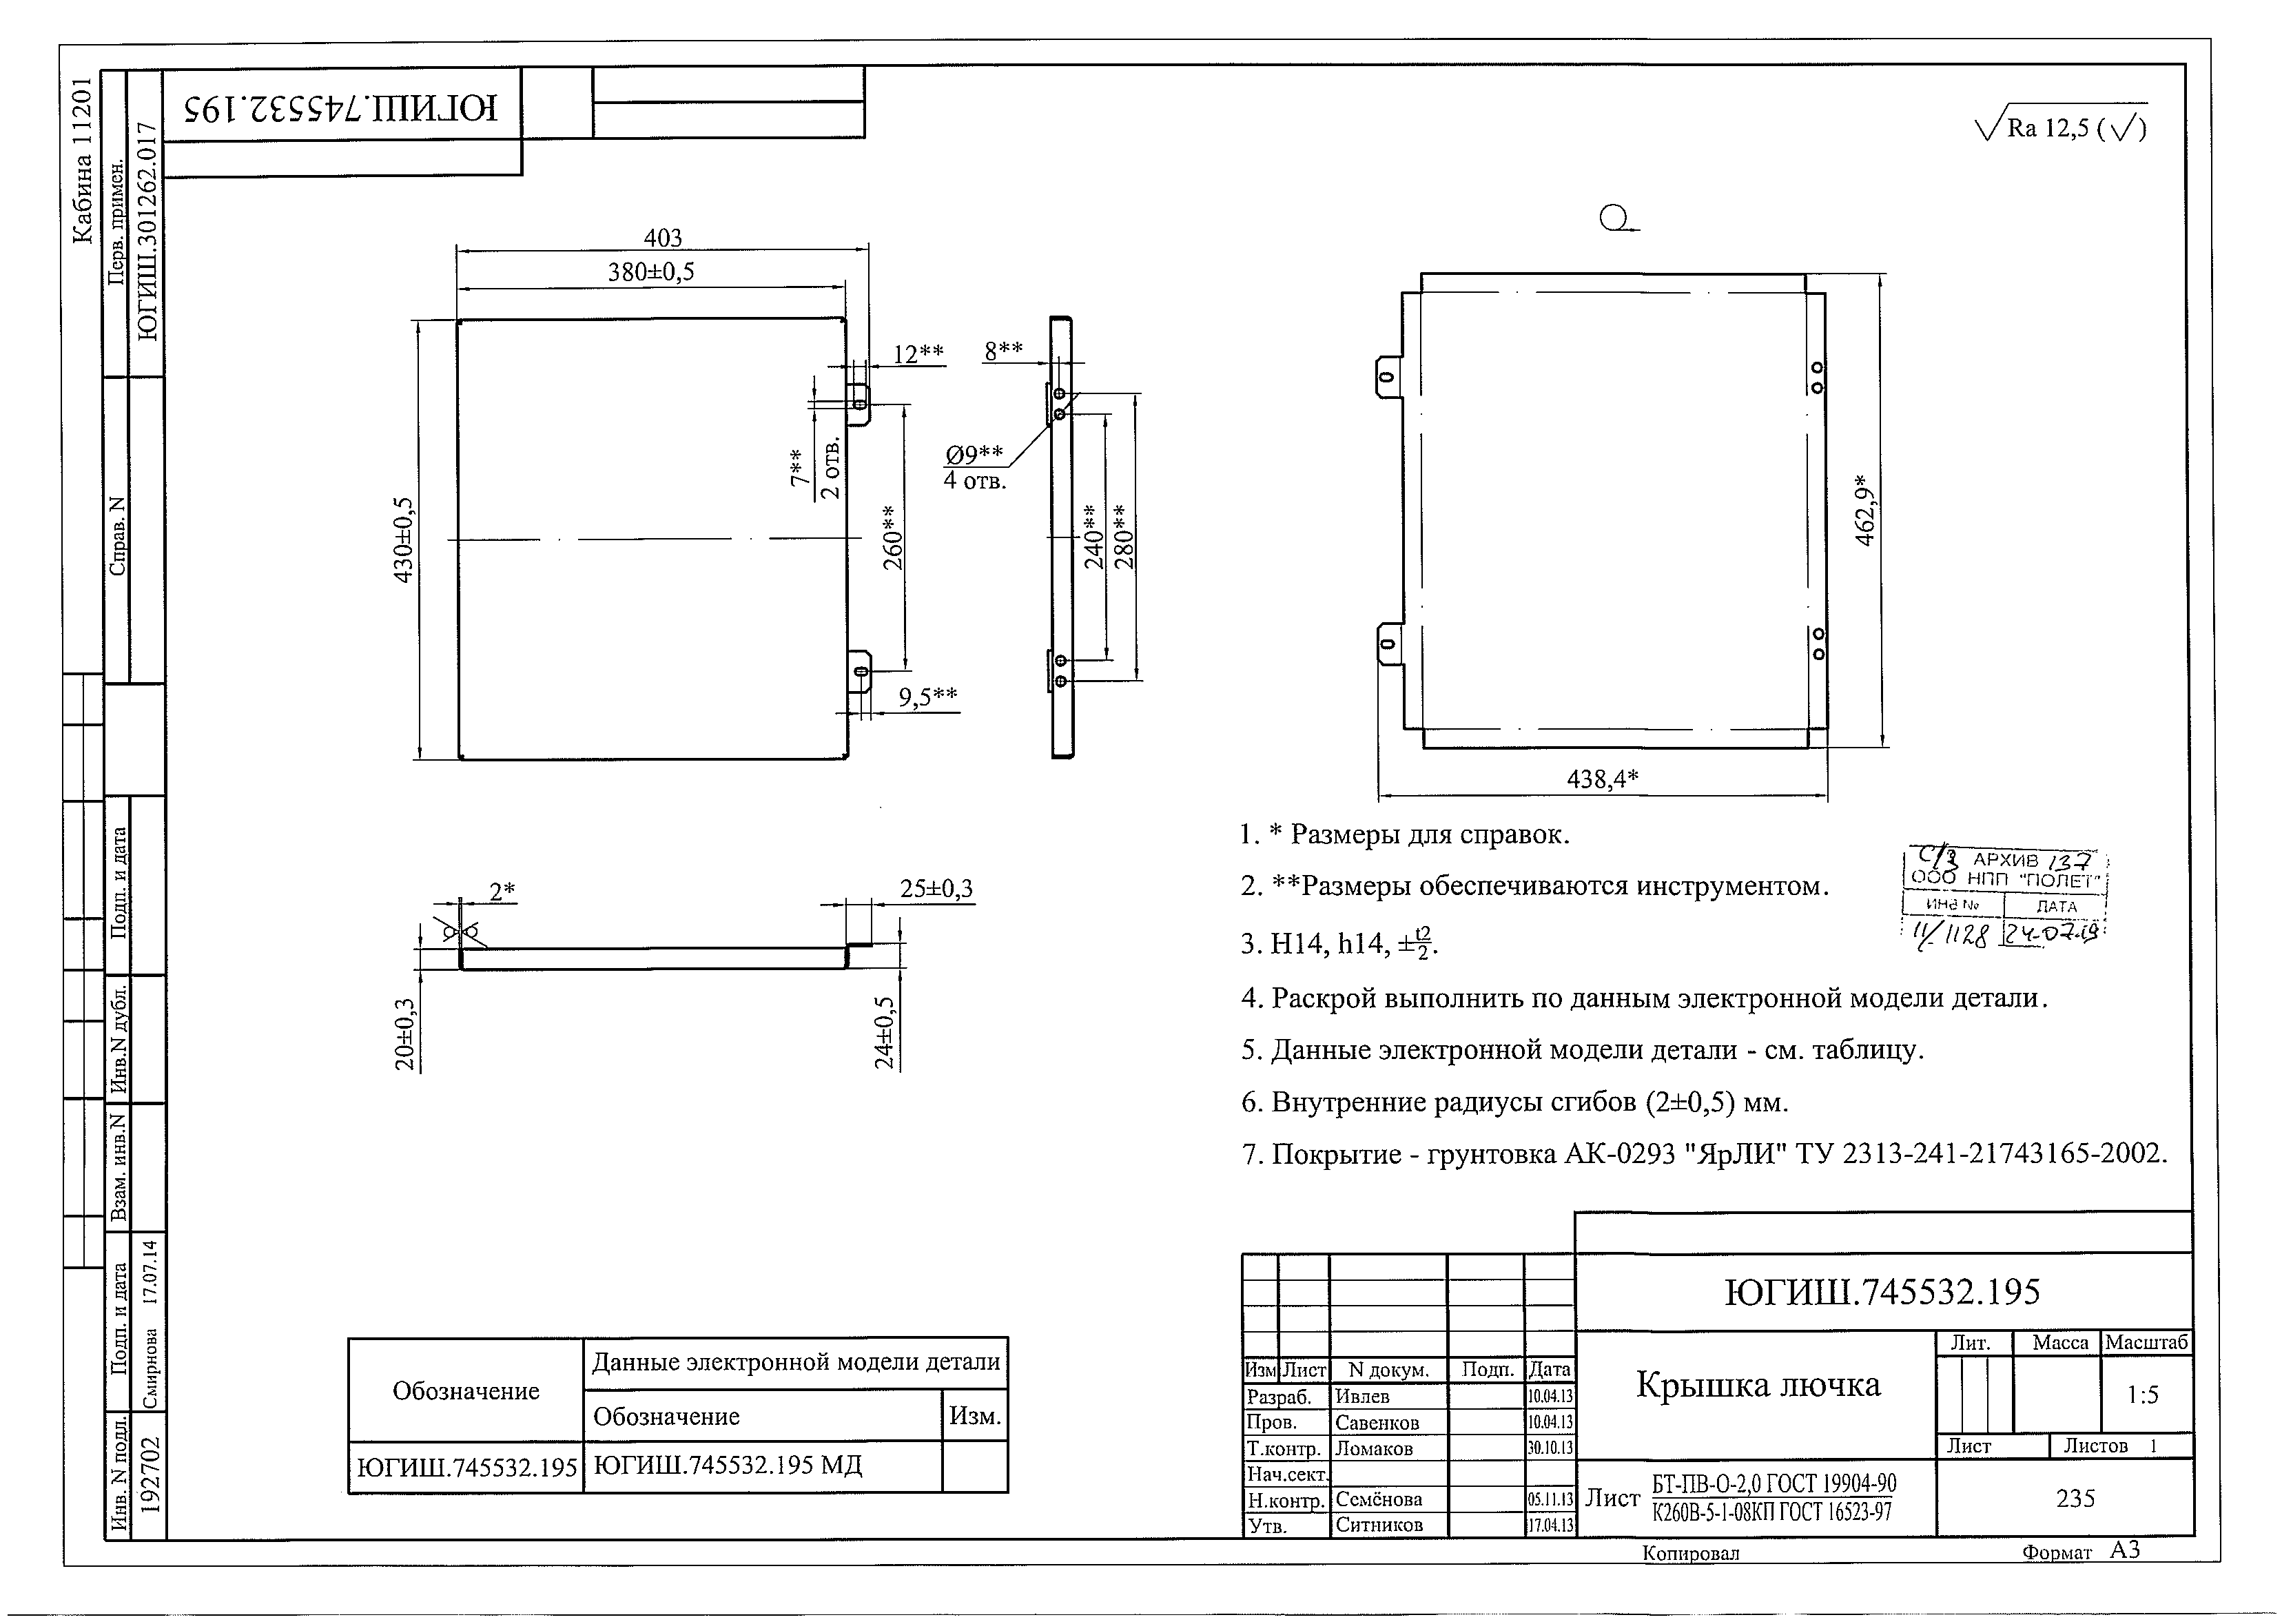 Кабина 11201
Перв. примен.
ЮГИШ.301262.017
Справ. N
Подп. и дата
Инв.N дубл.
Взам. инв.N
Подп. и дата
Смирнова 17.07.14
Инв. N подл.
192702
ЮГИШ.745532.195
√Ra 12,5 (√)
403
380±0,5
430±0,5
12**
7**
2 отв.
260**
9,5**
8**
Ø9**
4 отв.
240**
280**
462,9*
438,4*
2*
25±0,3
20±0,3
24±0,5
1. * Размеры для справок.
2. **Размеры обеспечиваются инструментом.
3. H14, h14, ±t2/2.
4. Раскрой выполнить по данным электронной модели детали.
5. Данные электронной модели детали - см. таблицу.
6. Внутренние радиусы сгибов (2±0,5) мм.
7. Покрытие - грунтовка АК-0293 "ЯрЛИ" ТУ 2313-241-21743165-2002.
С/З АРХИВ 137
ООО НПП "ПОЛЕТ"
ИНВ № ДАТА
11/1128 24.07.19
Обозначение Данные электронной модели детали
Обозначение Изм.
ЮГИШ.745532.195 ЮГИШ.745532.195 МД
ЮГИШ.745532.195
Изм Лист N докум. Подп. Дата
Разраб. Ивлев 10.04.13
Пров. Савенков 10.04.13
Т.контр. Ломаков 30.10.13
Нач.сект.
Н.контр. Семёнова 05.11.13
Утв. Ситников 17.04.13
Крышка лючка
Лит. Масса Масштаб
1:5
Лист Листов 1
Лист БТ-ПВ-О-2,0 ГОСТ 19904-90
К260В-5-1-08КП ГОСТ 16523-97
235
Копировал Формат А3